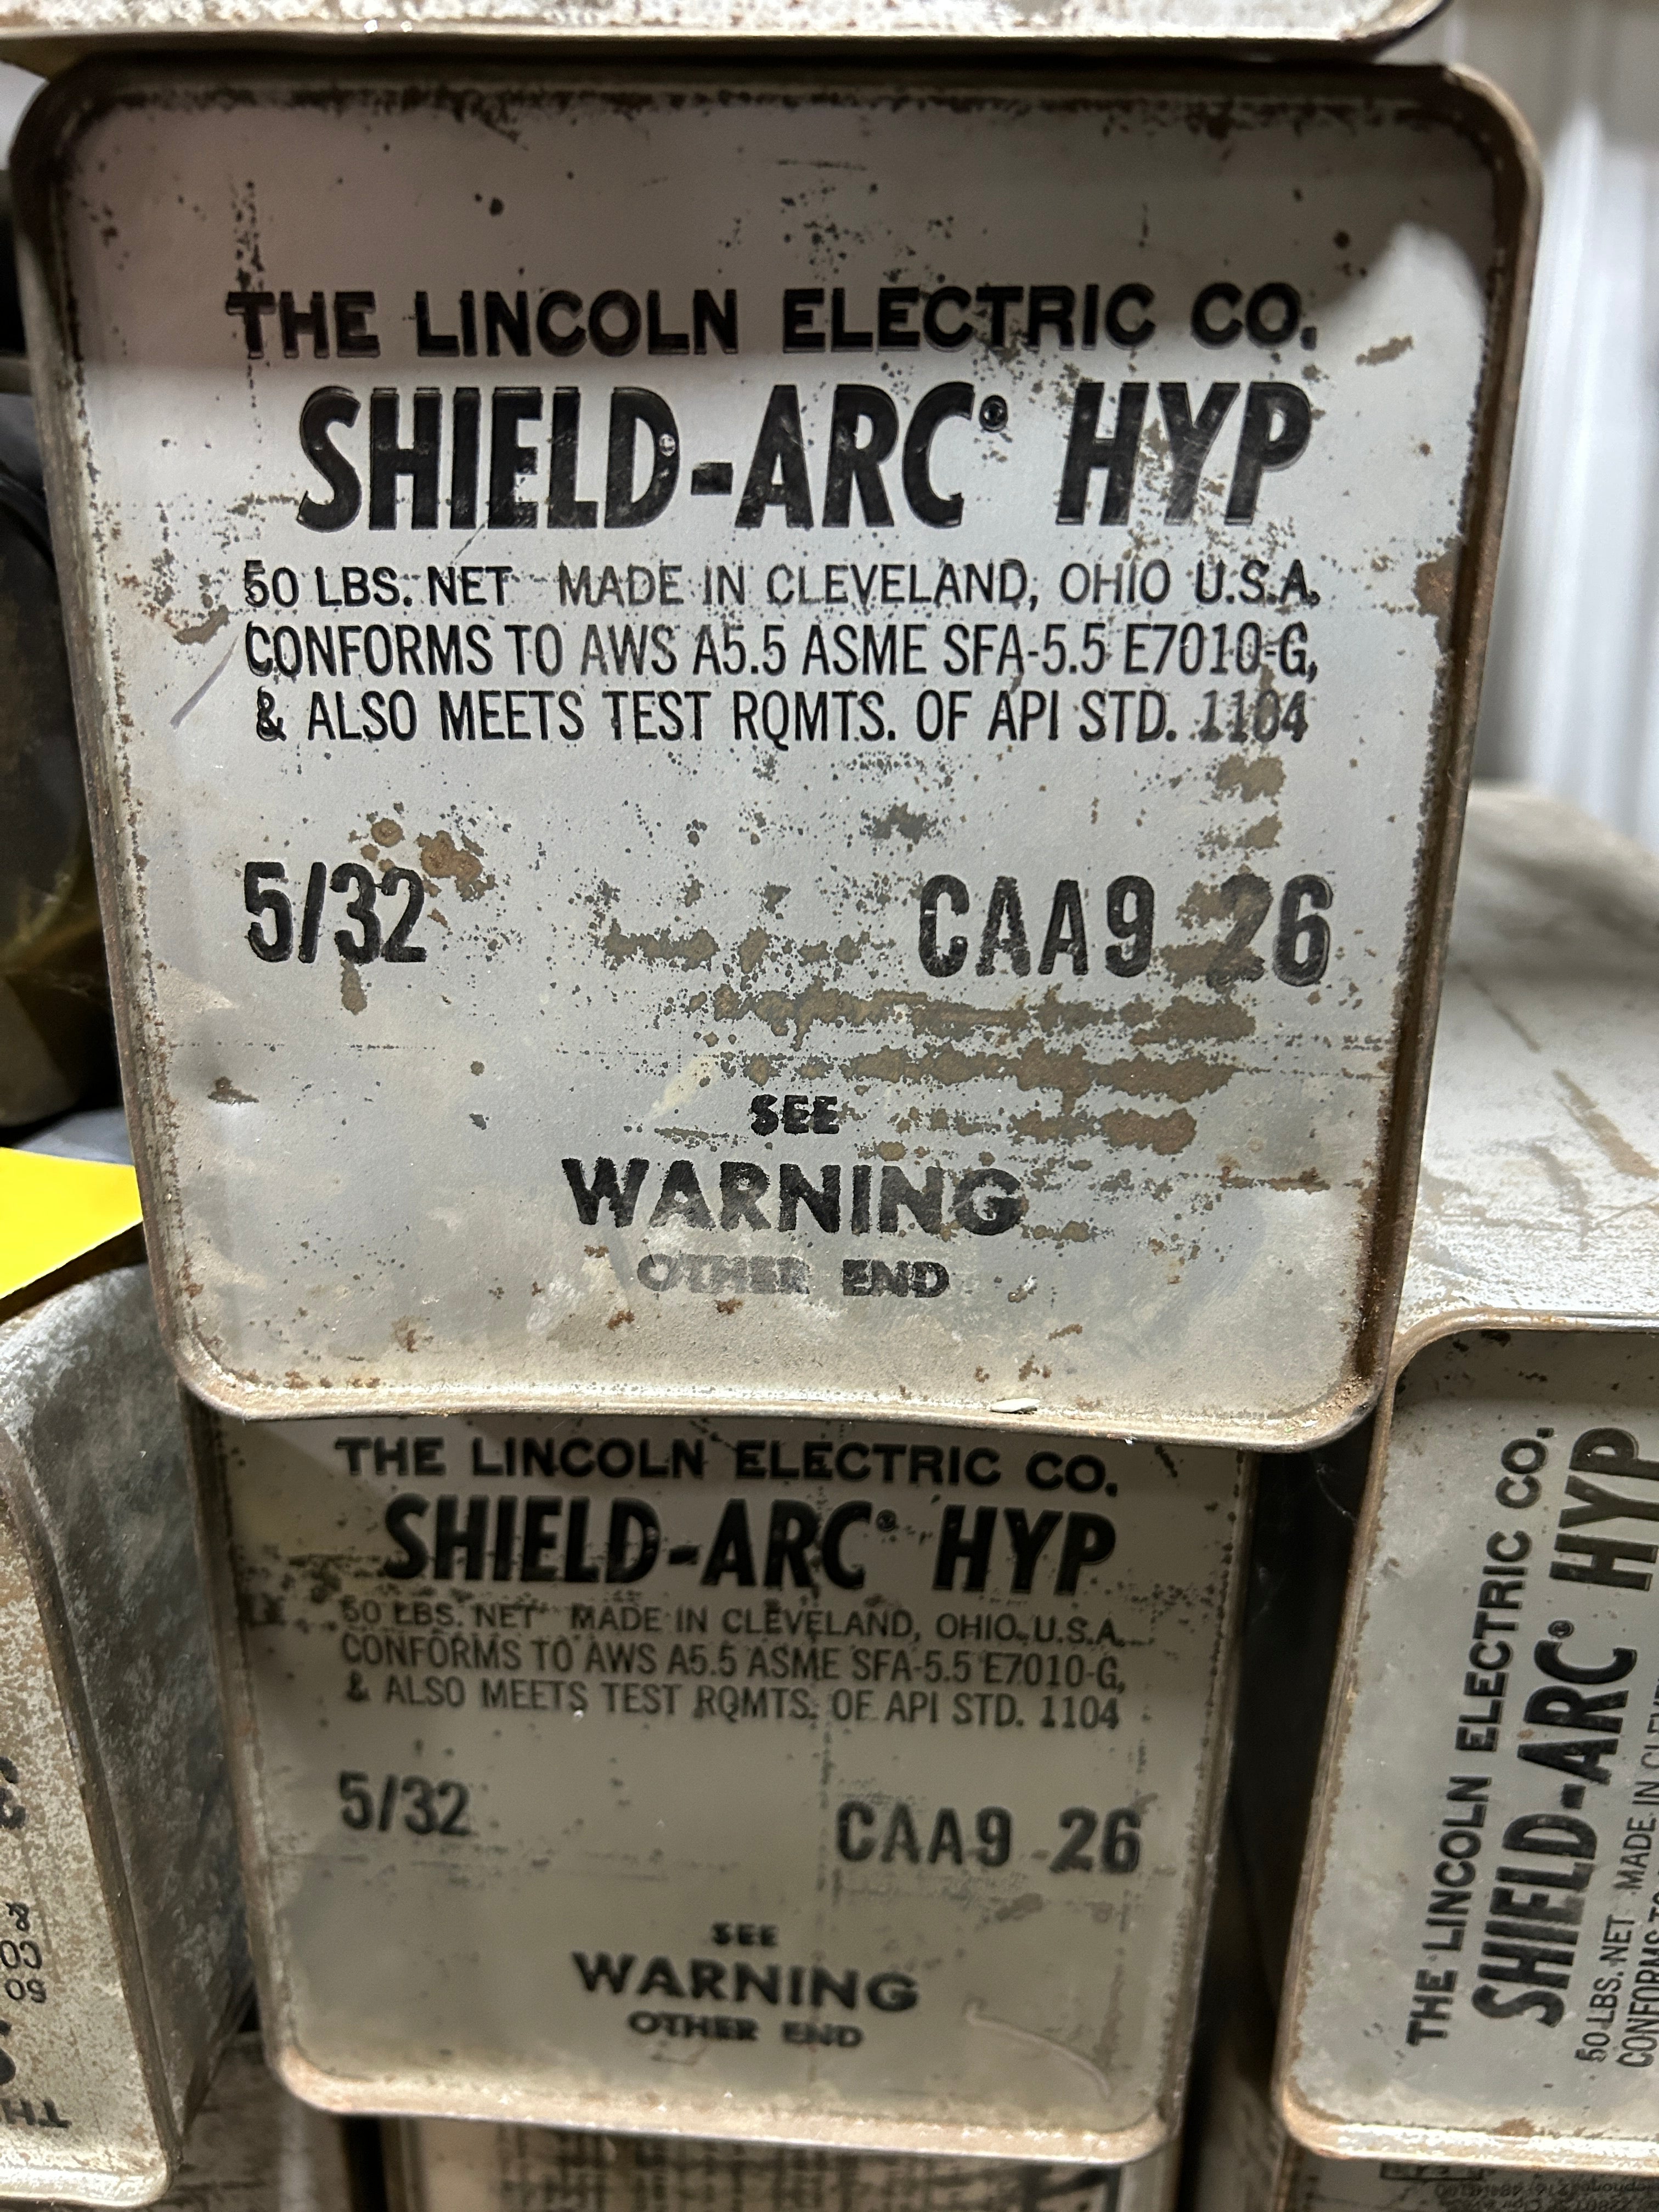 THE LINCOLN ELECTRIC CO.
SHIELD-ARC® HYP
50 LBS. NET MADE IN CLEVELAND, OHIO U.S.A.
CONFORMS TO AWS A5.5 ASME SFA-5.5 E7010-G,
& ALSO MEETS TEST RQMTS. OF API STD. 1104
5/32 CAA9 26
SEE
WARNING
OTHER END
THE LINCOLN ELECTRIC CO.
SHIELD-ARC® HYP
50 LBS. NET MADE IN CLEVELAND, OHIO, U.S.A.
CONFORMS TO AWS A5.5 ASME SFA-5.5 E7010-G,
& ALSO MEETS TEST RQMTS. OF API STD. 1104
5/32 CAA9 26
SEE
WARNING
OTHER END
THE LINCOLN ELECTRIC CO.
SHIELD-ARC® HYP
50 LBS. NET MADE IN
CONFORMS